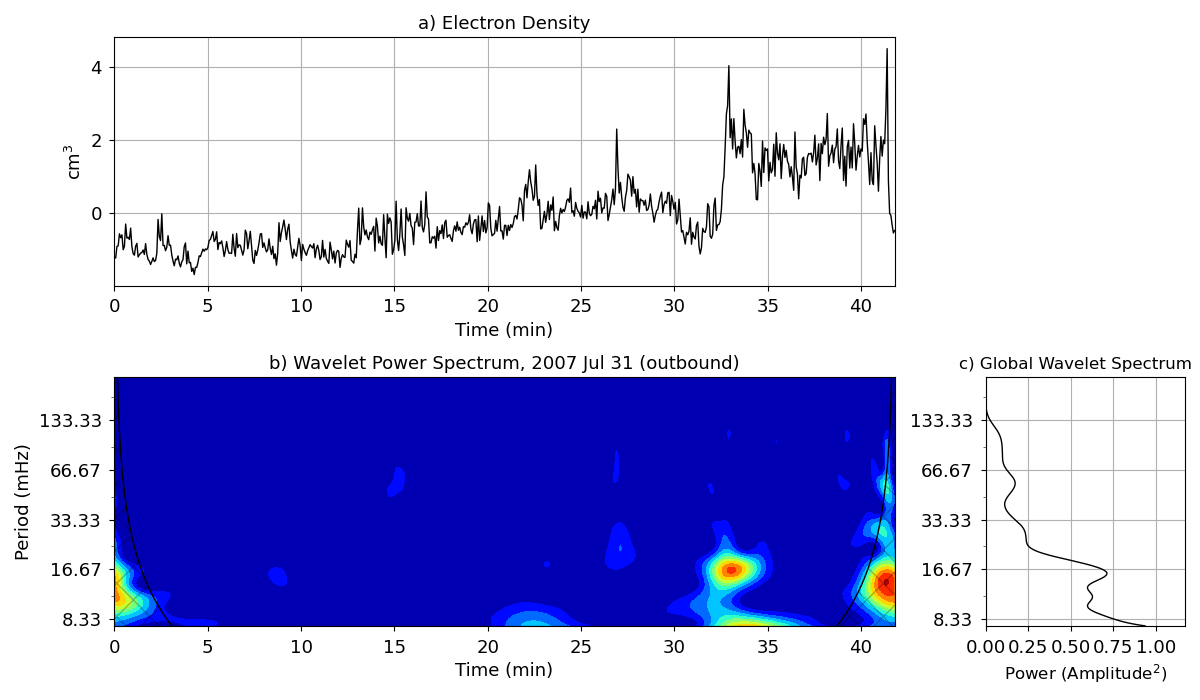 a) Electron Density
4
2
0
cm³
0 5 10 15 20 25 30 35 40
Time (min)
b) Wavelet Power Spectrum, 2007 Jul 31 (outbound)
133.33
66.67
33.33
16.67
8.33
Period (mHz)
0 5 10 15 20 25 30 35 40
Time (min)
c) Global Wavelet Spectrum
133.33
66.67
33.33
16.67
8.33
0.00 0.25 0.50 0.75 1.00
Power (Amplitude²)